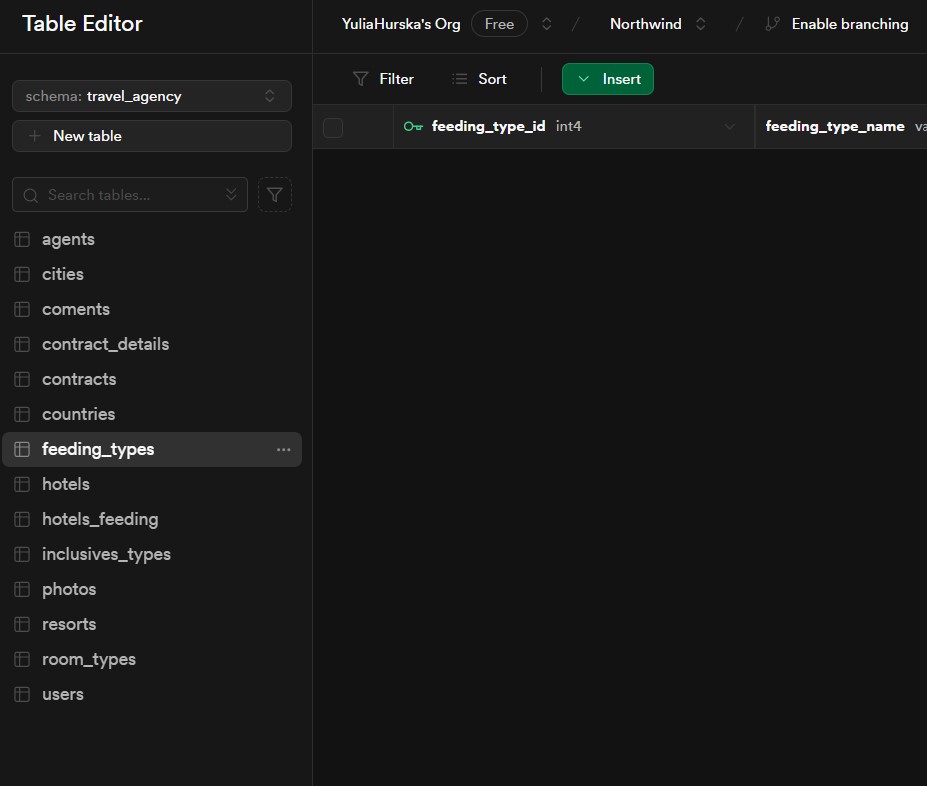 Table Editor
YuliaHurska's Org Free / Northwind / Enable branching
schema: travel_agency
New table
Search tables...
agents
cities
coments
contract_details
contracts
countries
feeding_types
hotels
hotels_feeding
inclusives_types
photos
resorts
room_types
users
Filter Sort Insert
feeding_type_id int4 feeding_type_name va